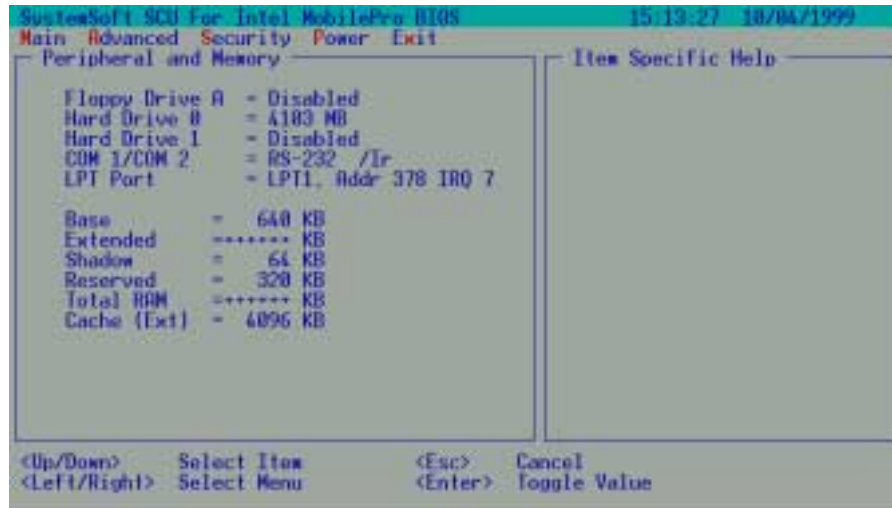 SystemSoft SCU For Intel MobilePro BIOS 15:13:27 10/04/1999
Main Advanced Security Power Exit
Peripheral and Memory
Floppy Drive A = Disabled
Hard Drive 0 = 4103 MB
Hard Drive 1 = Disabled
COM 1/COM 2 = RS-232 /Ir
LPT Port = LPT1, Addr 378 IRQ 7
Base = 640 KB
Extended =****** KB
Shadow = 64 KB
Reserved = 320 KB
Total RAM =****** KB
Cache (Ext) = 4096 KB
Item Specific Help
<Up/Down> Select Item <Esc> Cancel
<Left/Right> Select Menu <Enter> Toggle Value